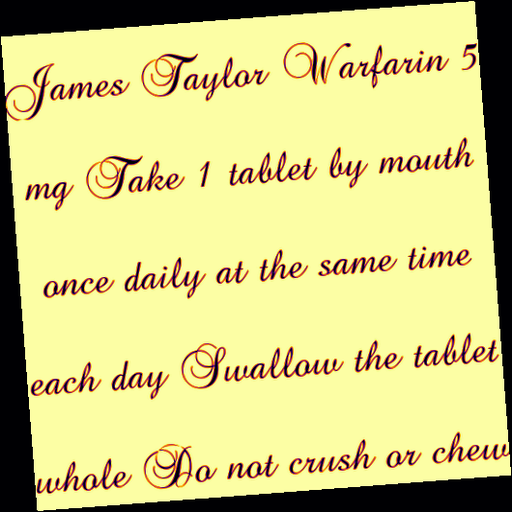 James Taylor Warfarin 5
mg Take 1 tablet by mouth
once daily at the same time
each day Swallow the tablet
whole Do not crush or chew